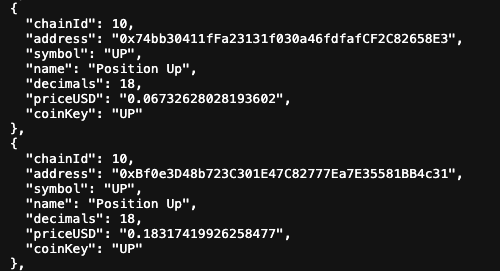 {
"chainId": 10,
"address": "0x74bb30411fFa23131f030a46fdfafCF2C82658E3",
"symbol": "UP",
"name": "Position Up",
"decimals": 18,
"priceUSD": "0.06732628028193602",
"coinKey": "UP"
},
{
"chainId": 10,
"address": "0xBf0e3D48b723C301E47C82777Ea7E35581BB4c31",
"symbol": "UP",
"name": "Position Up",
"decimals": 18,
"priceUSD": "0.18317419926258477",
"coinKey": "UP"
},